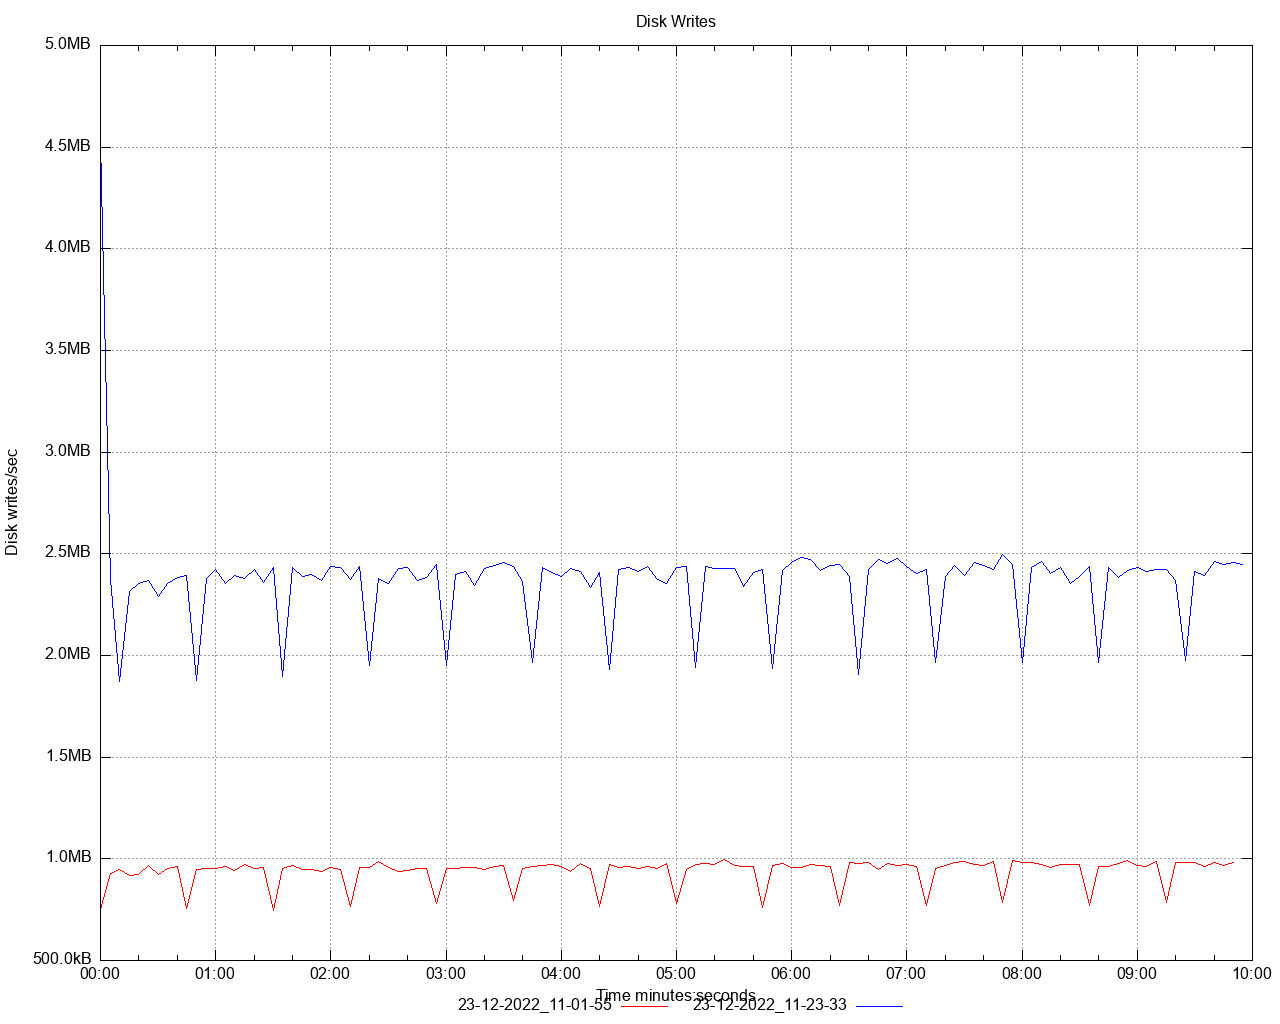 Disk Writes
5.0MB
4.5MB
4.0MB
3.5MB
3.0MB
2.5MB
2.0MB
1.5MB
1.0MB
500.0kB
Disk writes/sec
00:00 01:00 02:00 03:00 04:00 05:00 06:00 07:00 08:00 09:00 10:00
Time minutes:seconds
23-12-2022_11-01-55 23-12-2022_11-23-33